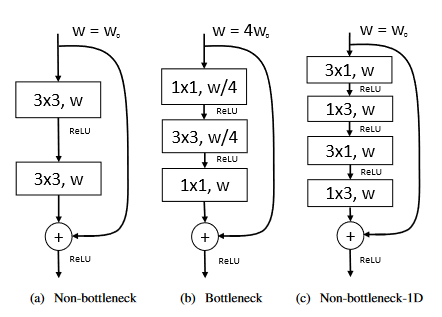 W = W₀
3x3, w
ReLU
3x3, w
+
ReLU
(a) Non-bottleneck
W = 4W₀
1x1, w/4
ReLU
3x3, w/4
ReLU
1x1, w
+
ReLU
(b) Bottleneck
W = W₀
3x1, w
ReLU
1x3, w
ReLU
3x1, w
ReLU
1x3, w
+
ReLU
(c) Non-bottleneck-1D